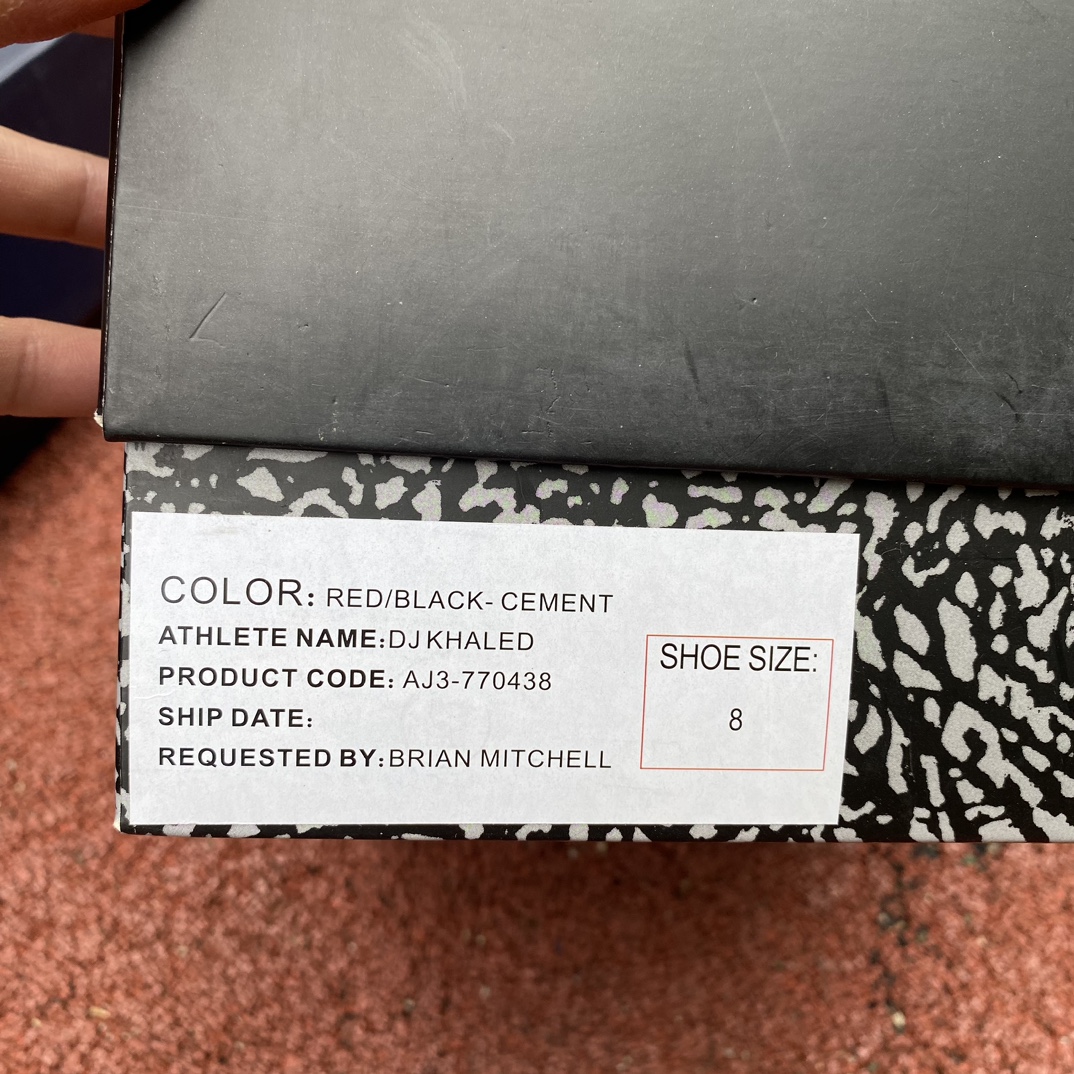 COLOR: RED/BLACK- CEMENT
ATHLETE NAME:DJ KHALED
PRODUCT CODE: AJ3-770438
SHIP DATE:
REQUESTED BY:BRIAN MITCHELL
SHOE SIZE:
8